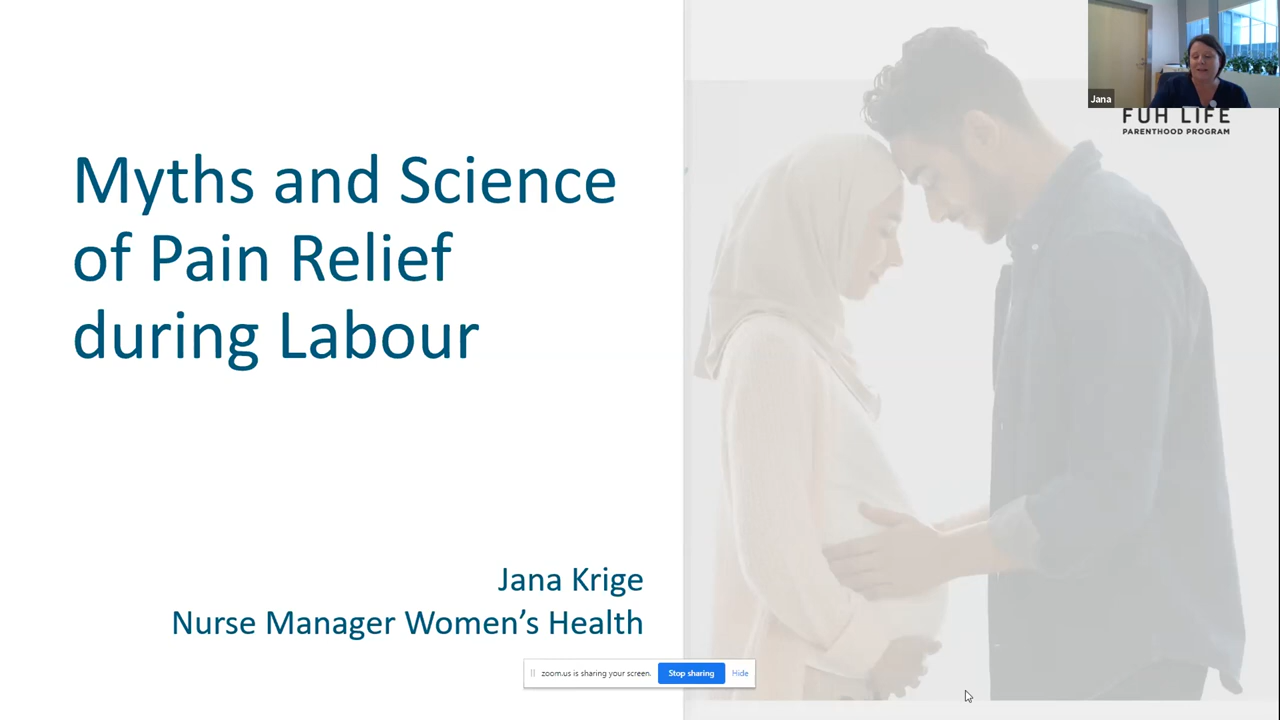 Jana
FUH LIFE
PARENTHOOD PROGRAM
Myths and Science
of Pain Relief
during Labour
Jana Krige
Nurse Manager Women’s Health
zoom.us is sharing your screen.
Stop sharing
Hide